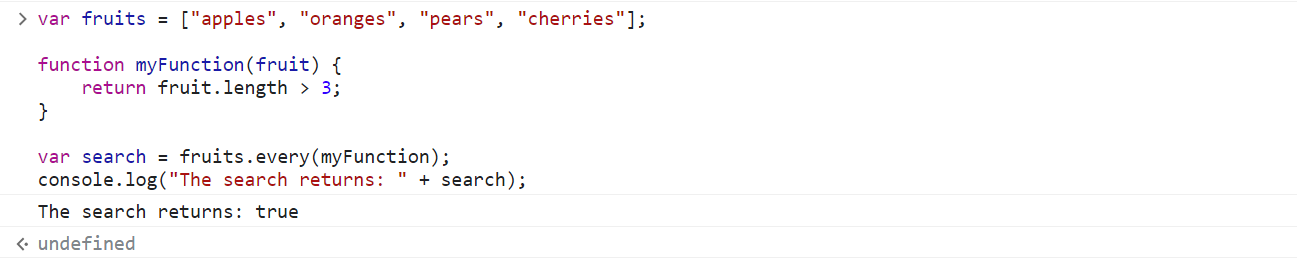 var fruits = ["apples", "oranges", "pears", "cherries"];
function myFunction(fruit) {
    return fruit.length > 3;
}
var search = fruits.every(myFunction);
console.log("The search returns: " + search);
The search returns: true
undefined